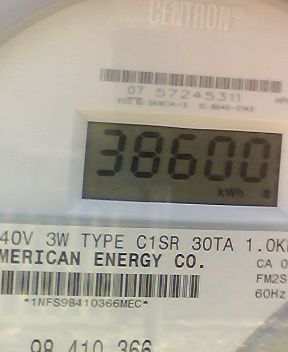 CENTRON®
07 57245311
38600
kWh
40V 3W TYPE C1SR 30TA 1.0K
MERICAN ENERGY CO.
CA 0
FM2S
60Hz
*1NFS98410366MEC*
98 410 366